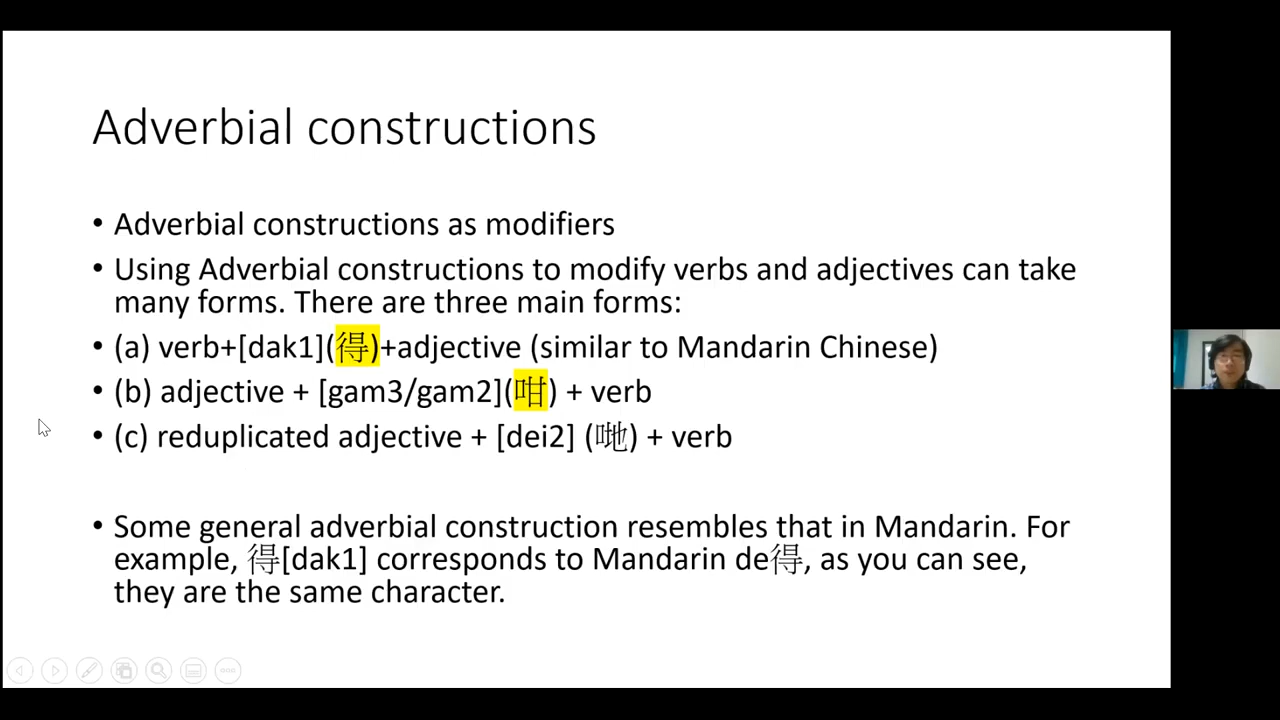 Adverbial constructions
• Adverbial constructions as modifiers
• Using Adverbial constructions to modify verbs and adjectives can take
many forms. There are three main forms:
• (a) verb+[dak1](得)+adjective (similar to Mandarin Chinese)
• (b) adjective + [gam3/gam2](咁) + verb
• (c) reduplicated adjective + [dei2] (哋) + verb
• Some general adverbial construction resembles that in Mandarin. For
example, 得[dak1] corresponds to Mandarin de得, as you can see,
they are the same character.